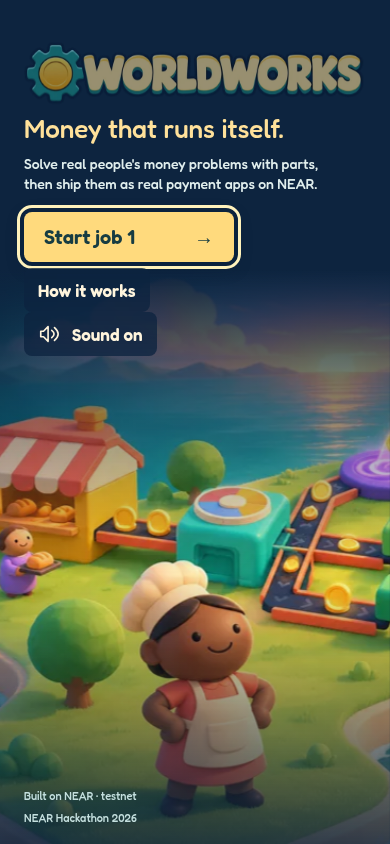 WORLDWORKS
Money that runs itself.
Solve real people's money problems with parts,
then ship them as real payment apps on NEAR.
Start job 1 →
How it works
Sound on
Built on NEAR · testnet
NEAR Hackathon 2026